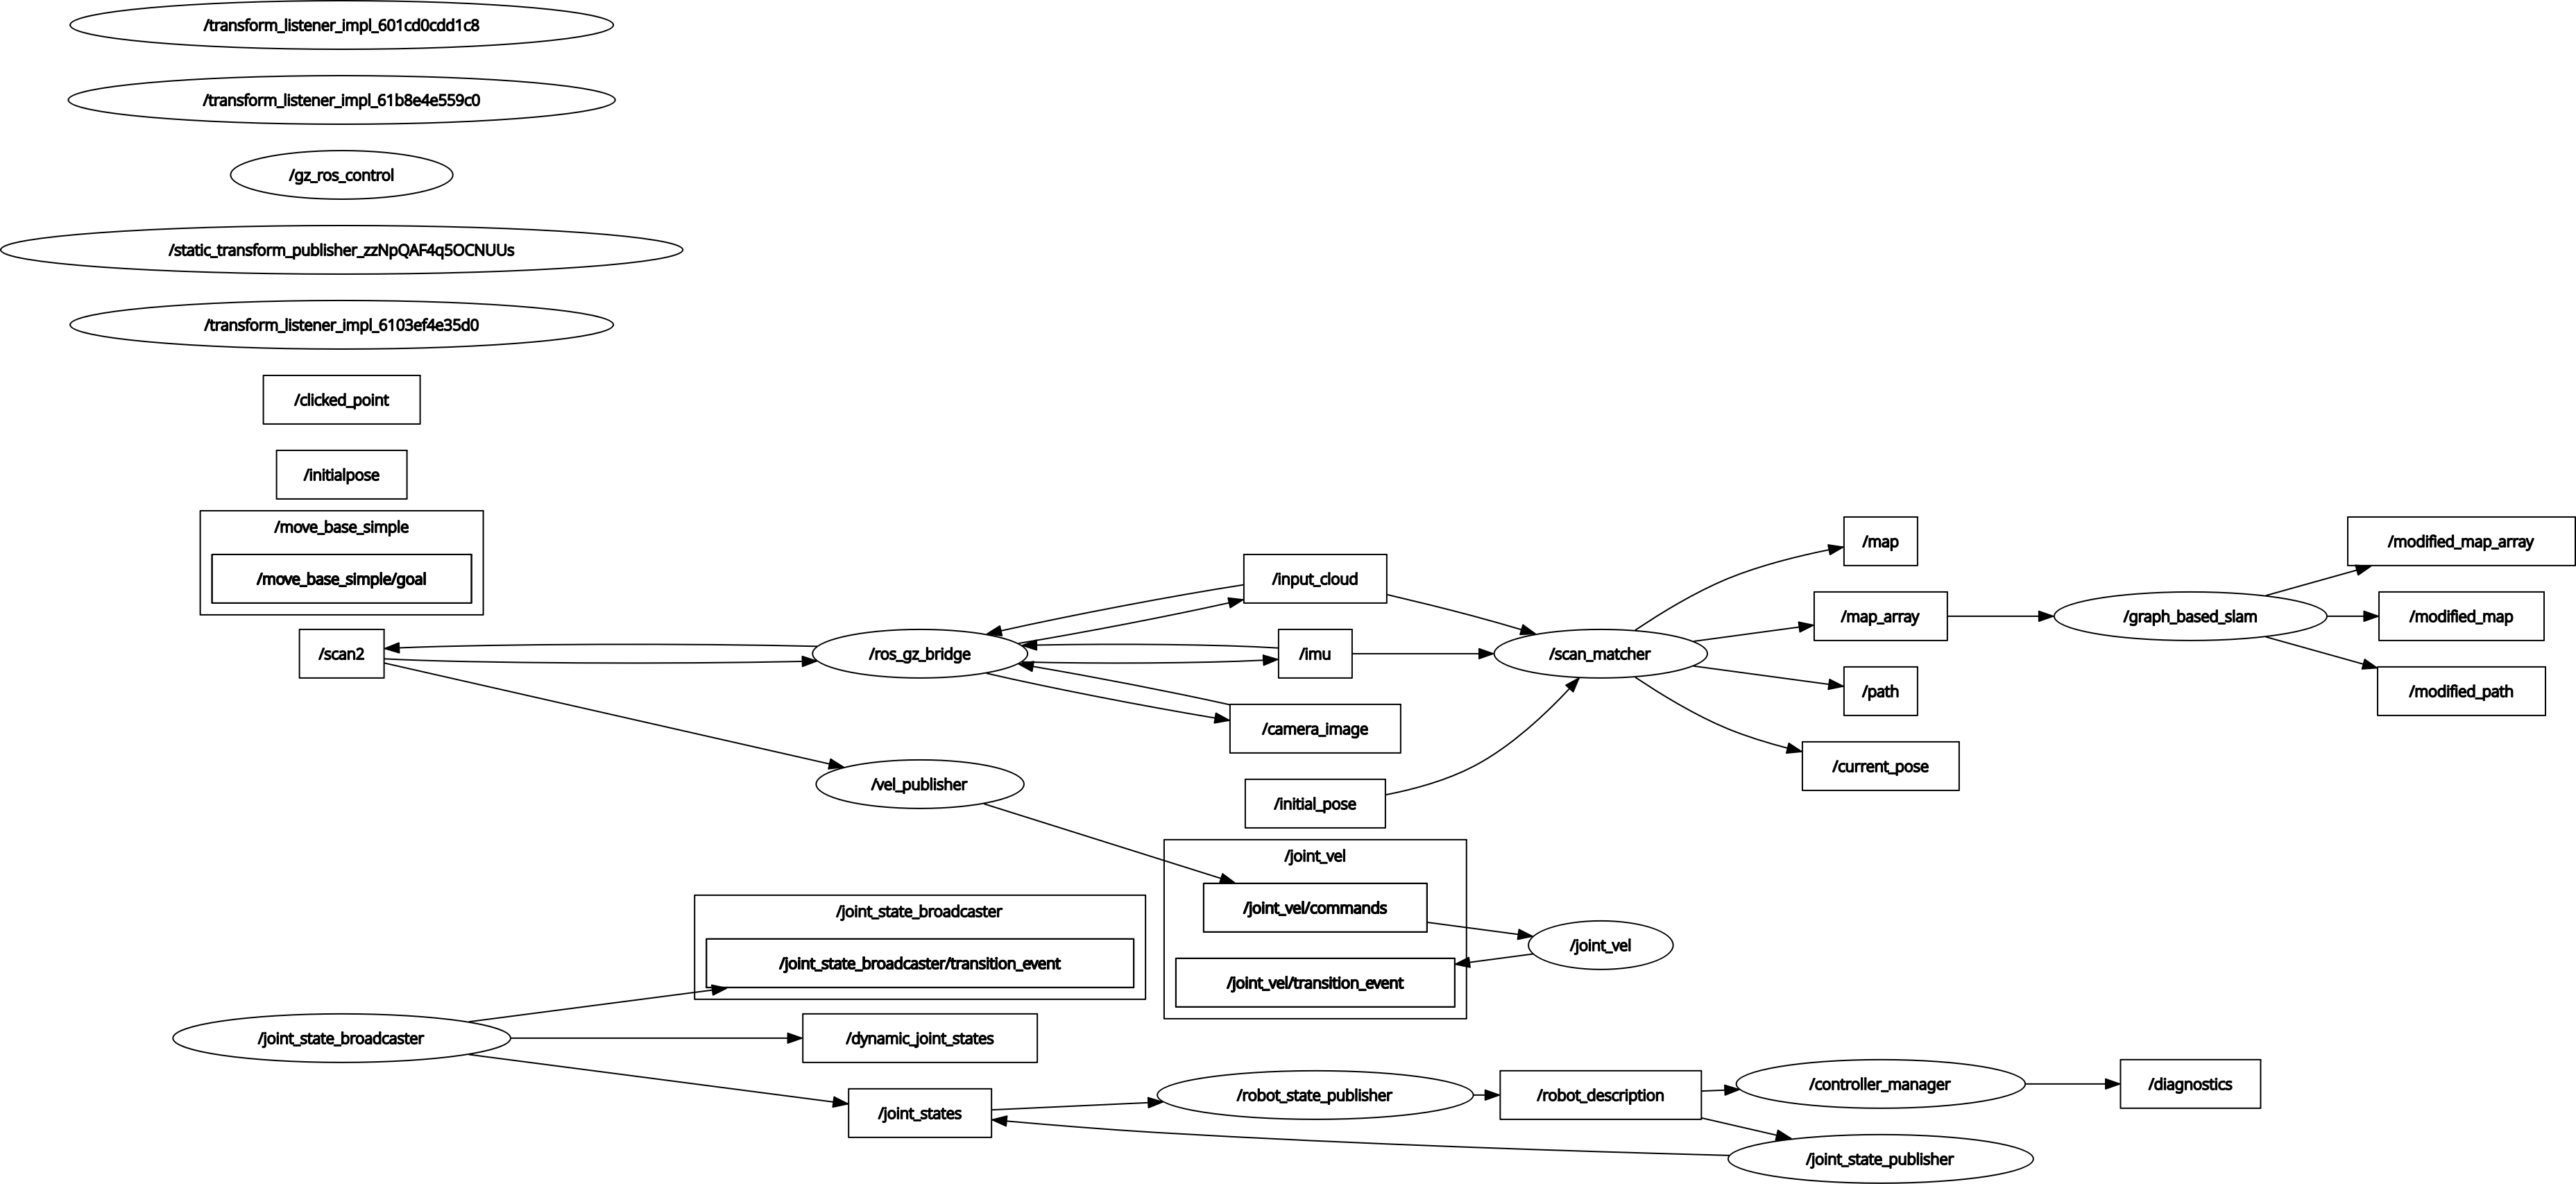 /transform_listener_impl_601cd0cdd1c8
/transform_listener_impl_61b8e4e559c0
/gz_ros_control
/static_transform_publisher_zzNpQAF4q5OCNUUs
/transform_listener_impl_6103ef4e35d0
/clicked_point
/initialpose
/move_base_simple
/move_base_simple/goal
/scan2
/ros_gz_bridge
/vel_publisher
/input_cloud
/imu
/camera_image
/initial_pose
/scan_matcher
/map
/map_array
/path
/current_pose
/graph_based_slam
/modified_map_array
/modified_map
/modified_path
/joint_vel
/joint_vel/commands
/joint_vel/transition_event
/joint_vel
/joint_state_broadcaster
/joint_state_broadcaster/transition_event
/joint_state_broadcaster
/dynamic_joint_states
/joint_states
/robot_state_publisher
/robot_description
/controller_manager
/diagnostics
/joint_state_publisher